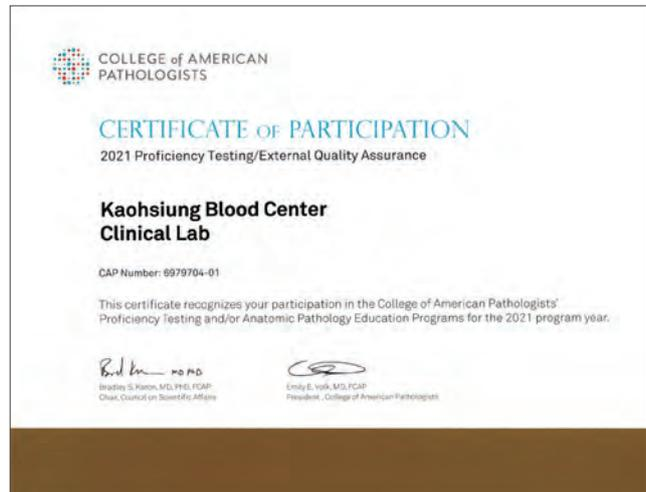 COLLEGE of AMERICAN
PATHOLOGISTS
CERTIFICATE OF PARTICIPATION
2021 Proficiency Testing/External Quality Assurance
Kaohsiung Blood Center
Clinical Lab
CAP Number: 6979704-01
This certificate recognizes your participation in the College of American Pathologists'
Proficiency Testing and/or Anatomic Pathology Education Programs for the 2021 program year.
Bradley S. Karon, MD, PhD, FCAP
Chair, Council on Scientific Affairs
Emily E. Volk, MD, FCAP
President, College of American Pathologists